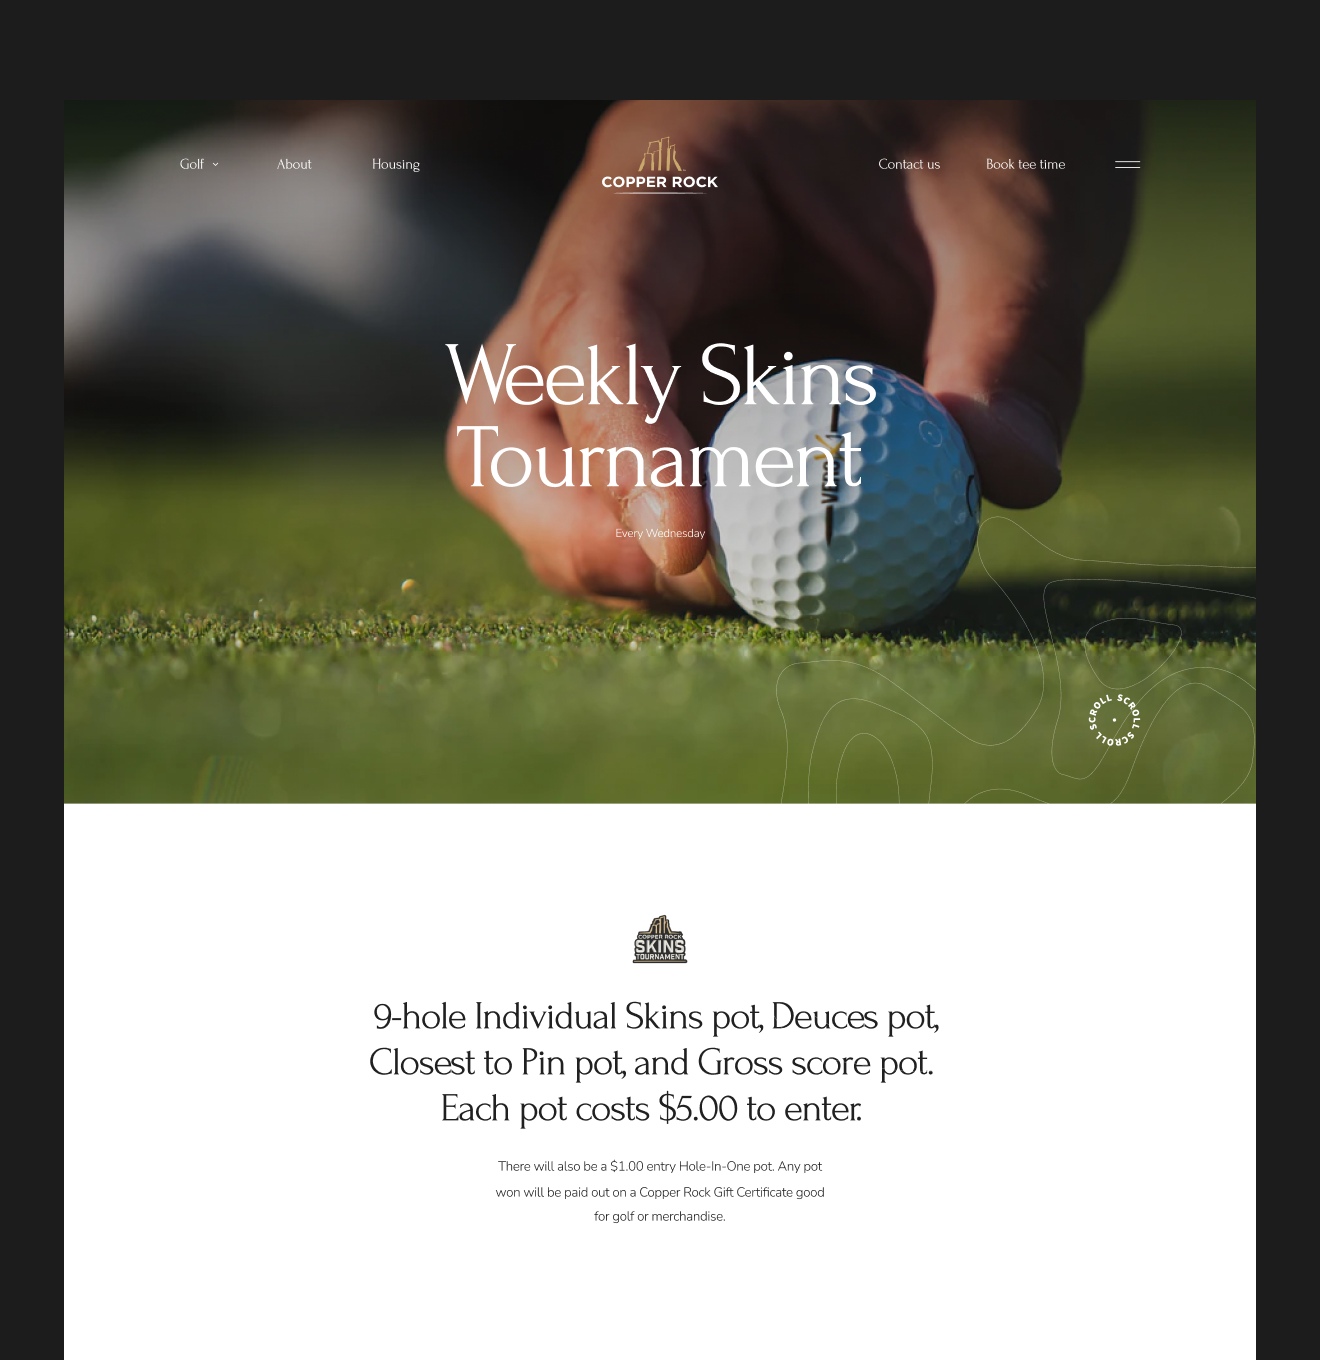 Golf
About
Housing
COPPER ROCK
Contact us
Book tee time
Weekly Skins
Tournament
Every Wednesday
SCROLL SCROLL SCROLL SCROLL
COPPER ROCK
SKINS
TOURNAMENT
9-hole Individual Skins pot, Deuces pot,
Closest to Pin pot, and Gross score pot.
Each pot costs $5.00 to enter.
There will also be a $1.00 entry Hole-In-One pot. Any pot
won will be paid out on a Copper Rock Gift Certificate good
for golf or merchandise.